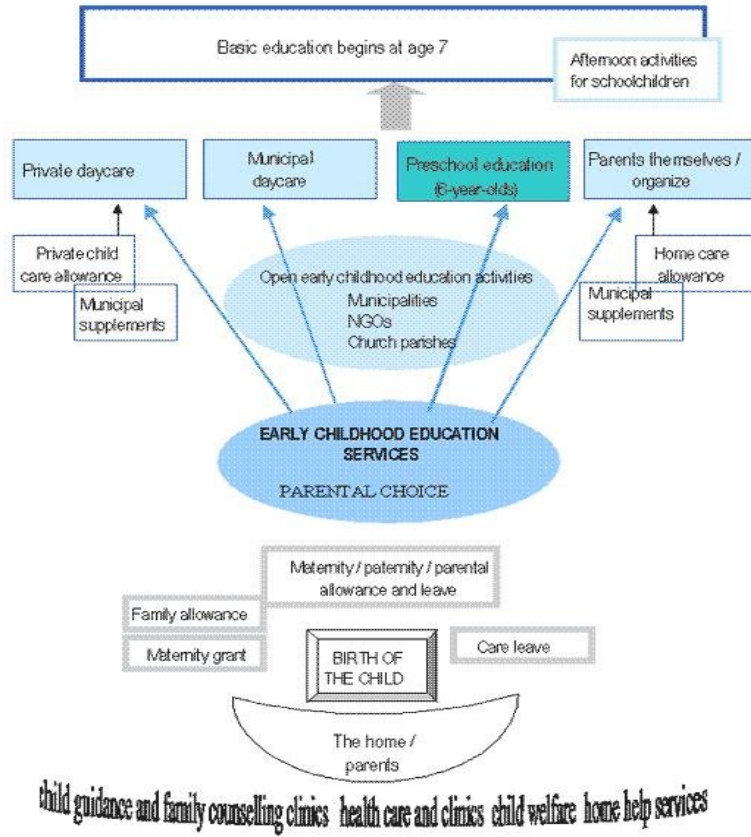 Basic education begins at age 7
Afternoon activities
for schoolchildren
Private daycare
Municipal
daycare
Preschool education
(6-year-olds)
Parents themselves /
organize
Private child
care allowance
Municipal
supplements
Home care
allowance
Municipal
supplements
Open early childhood education activities
Municipalities
NGOs
Church parishes
EARLY CHILDHOOD EDUCATION
SERVICES
PARENTAL CHOICE
Maternity / paternity / parental
allowance and leave
Family allowance
Maternity grant
Care leave
BIRTH OF
THE CHILD
The home /
parents
child guidance and family counselling clinics health care and clinics child welfare home help services